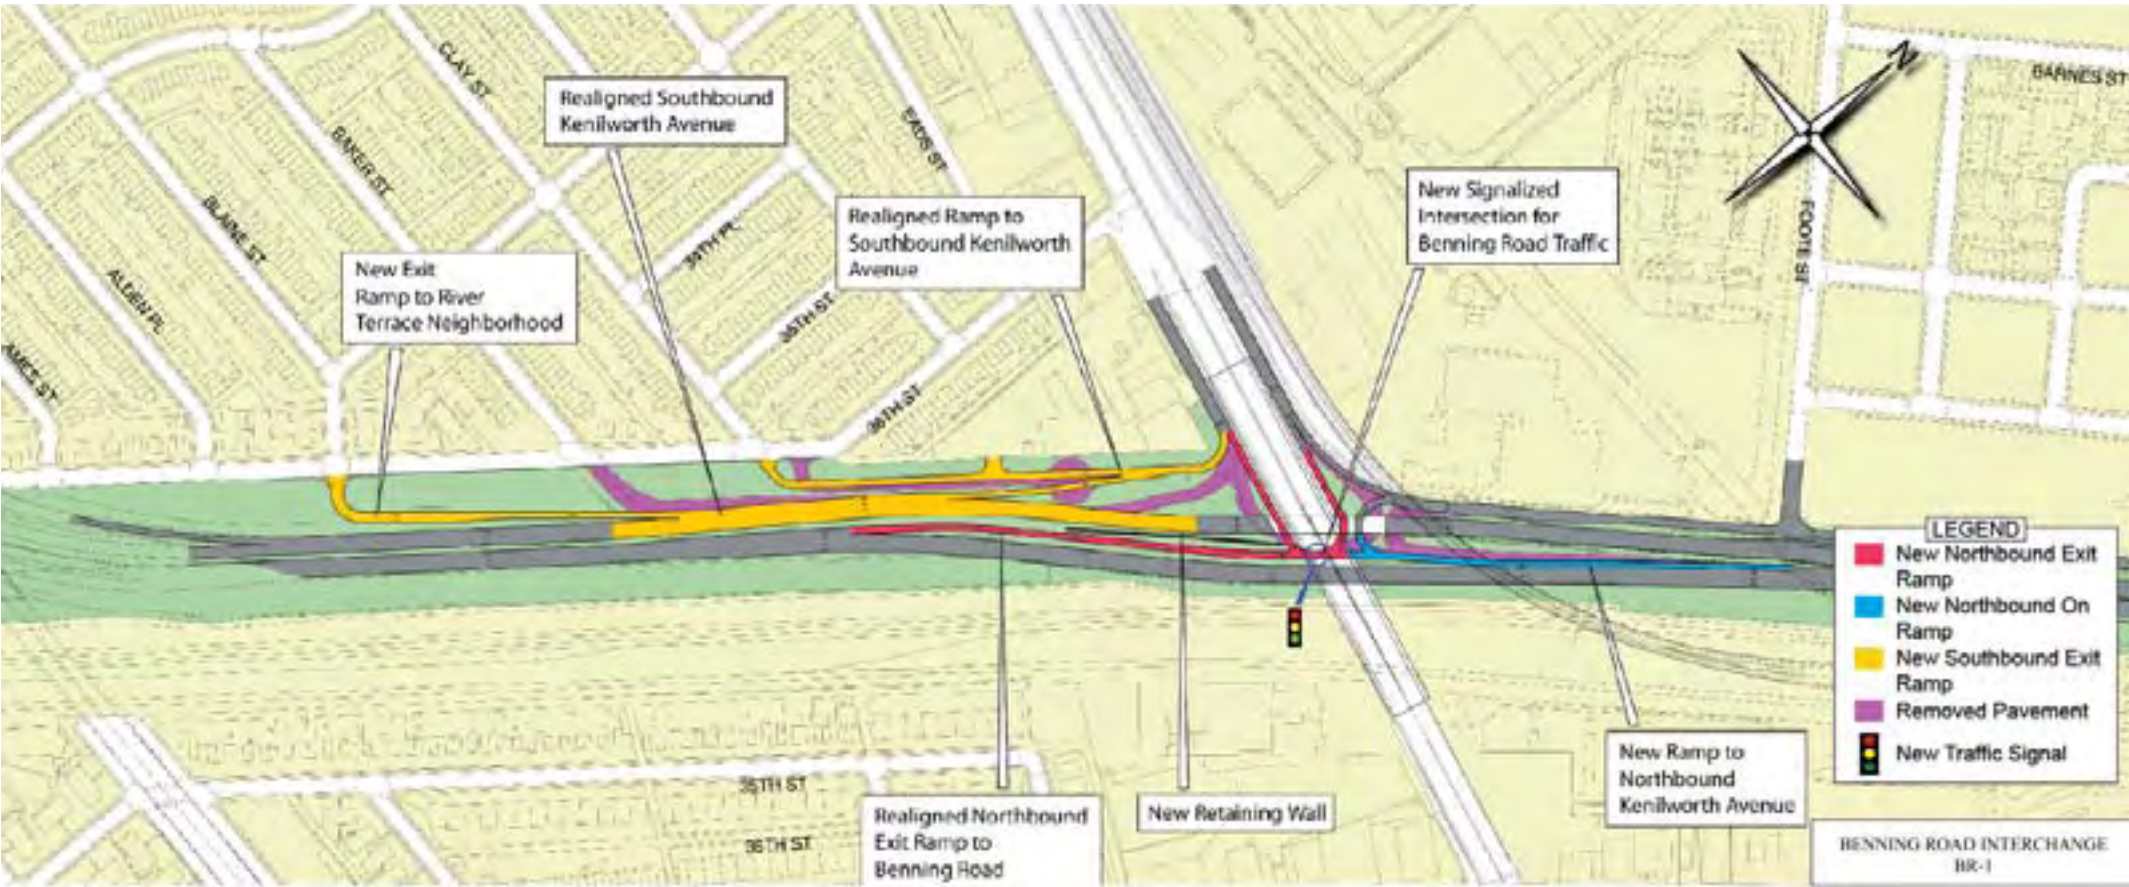 CLAY ST
BAKER ST
BLAINE ST
ALDEN PL
AMES ST
EADS ST
36TH PL
35TH ST
36TH ST
FOOTE ST
BARNES ST
N
Realigned Southbound
Kenilworth Avenue
New Exit
Ramp to River
Terrace Neighborhood
Realigned Ramp to
Southbound Kenilworth
Avenue
New Signalized
Intersection for
Benning Road Traffic
LEGEND
New Northbound Exit
Ramp
New Northbound On
Ramp
New Southbound Exit
Ramp
Removed Pavement
New Traffic Signal
35TH ST
36TH ST
Realigned Northbound
Exit Ramp to
Benning Road
New Retaining Wall
New Ramp to
Northbound
Kenilworth Avenue
BENNING ROAD INTERCHANGE
BR-1